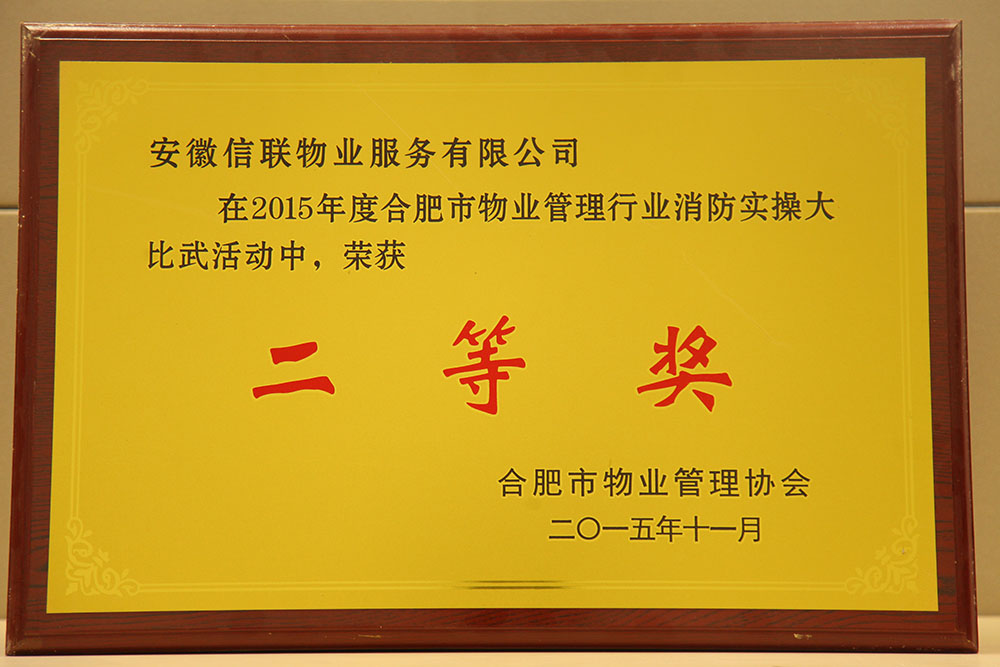 安徽信联物业服务有限公司
在2015年度合肥市物业管理行业消防实操大
比武活动中，荣获
二等奖
合肥市物业管理协会
二〇一五年十一月